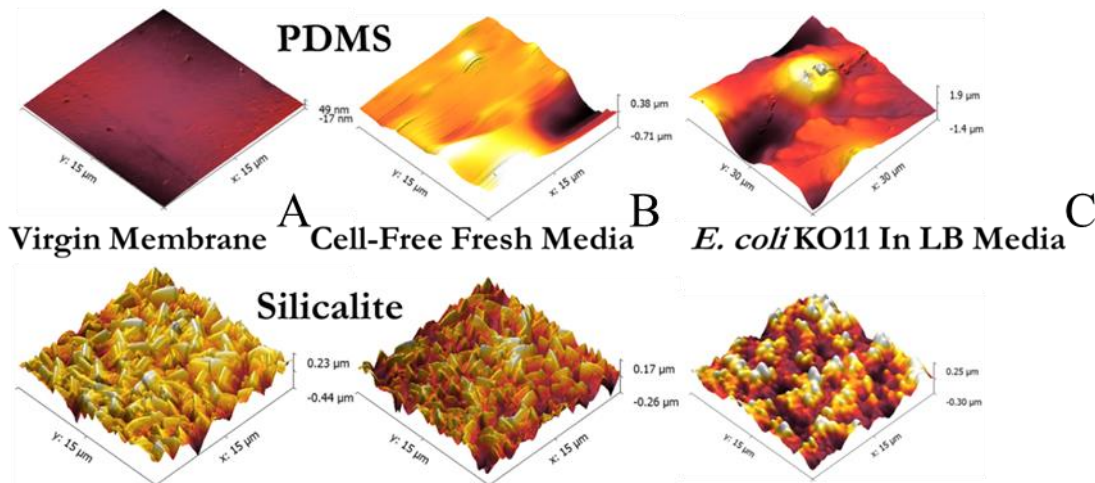 PDMS
49 nm
-17 nm
y: 15 µm
x: 15 µm
A
0.38 µm
-0.71 µm
y: 15 µm
x: 15 µm
B
1.9 µm
-1.4 µm
y: 30 µm
x: 30 µm
C
Virgin Membrane
Cell-Free Fresh Media
E. coli KO11 In LB Media
Silicalite
0.23 µm
-0.44 µm
y: 15 µm
x: 15 µm
0.17 µm
-0.26 µm
y: 15 µm
x: 15 µm
0.25 µm
-0.30 µm
y: 15 µm
x: 15 µm